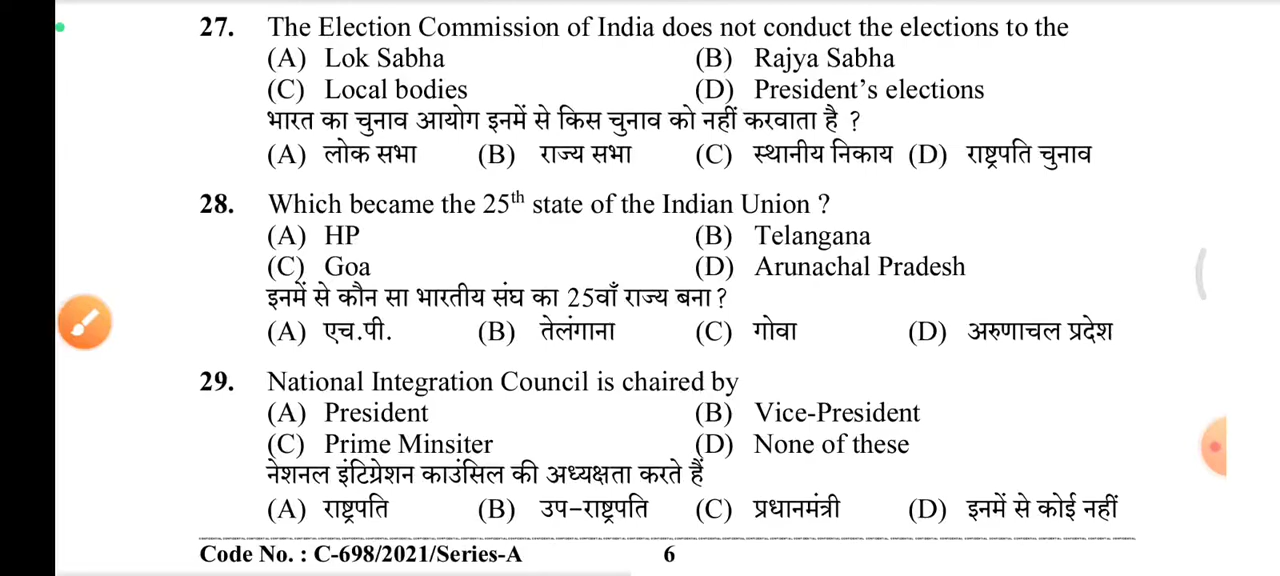 27. The Election Commission of India does not conduct the elections to the
(A) Lok Sabha (B) Rajya Sabha
(C) Local bodies (D) President’s elections
भारत का चुनाव आयोग इनमें से किस चुनाव को नहीं करवाता है ?
(A) लोक सभा (B) राज्य सभा (C) स्थानीय निकाय (D) राष्ट्रपति चुनाव
28. Which became the 25th state of the Indian Union ?
(A) HP (B) Telangana
(C) Goa (D) Arunachal Pradesh
इनमें से कौन सा भारतीय संघ का 25वाँ राज्य बना ?
(A) एच.पी. (B) तेलंगाना (C) गोवा (D) अरुणाचल प्रदेश
29. National Integration Council is chaired by
(A) President (B) Vice-President
(C) Prime Minsiter (D) None of these
नेशनल इंटिग्रेशन काउंसिल की अध्यक्षता करते हैं
(A) राष्ट्रपति (B) उप-राष्ट्रपति (C) प्रधानमंत्री (D) इनमें से कोई नहीं
Code No. : C-698/2021/Series-A 6